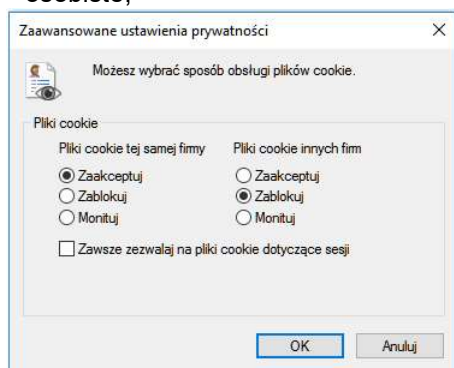 osobiste,
Zaawansowane ustawienia prywatności
Możesz wybrać sposób obsługi plików cookie.
Pliki cookie
Pliki cookie tej samej firmy Pliki cookie innych firm
Zaakceptuj Zaakceptuj
Zablokuj Zablokuj
Monituj Monituj
Zawsze zezwalaj na pliki cookie dotyczące sesji
OK Anuluj